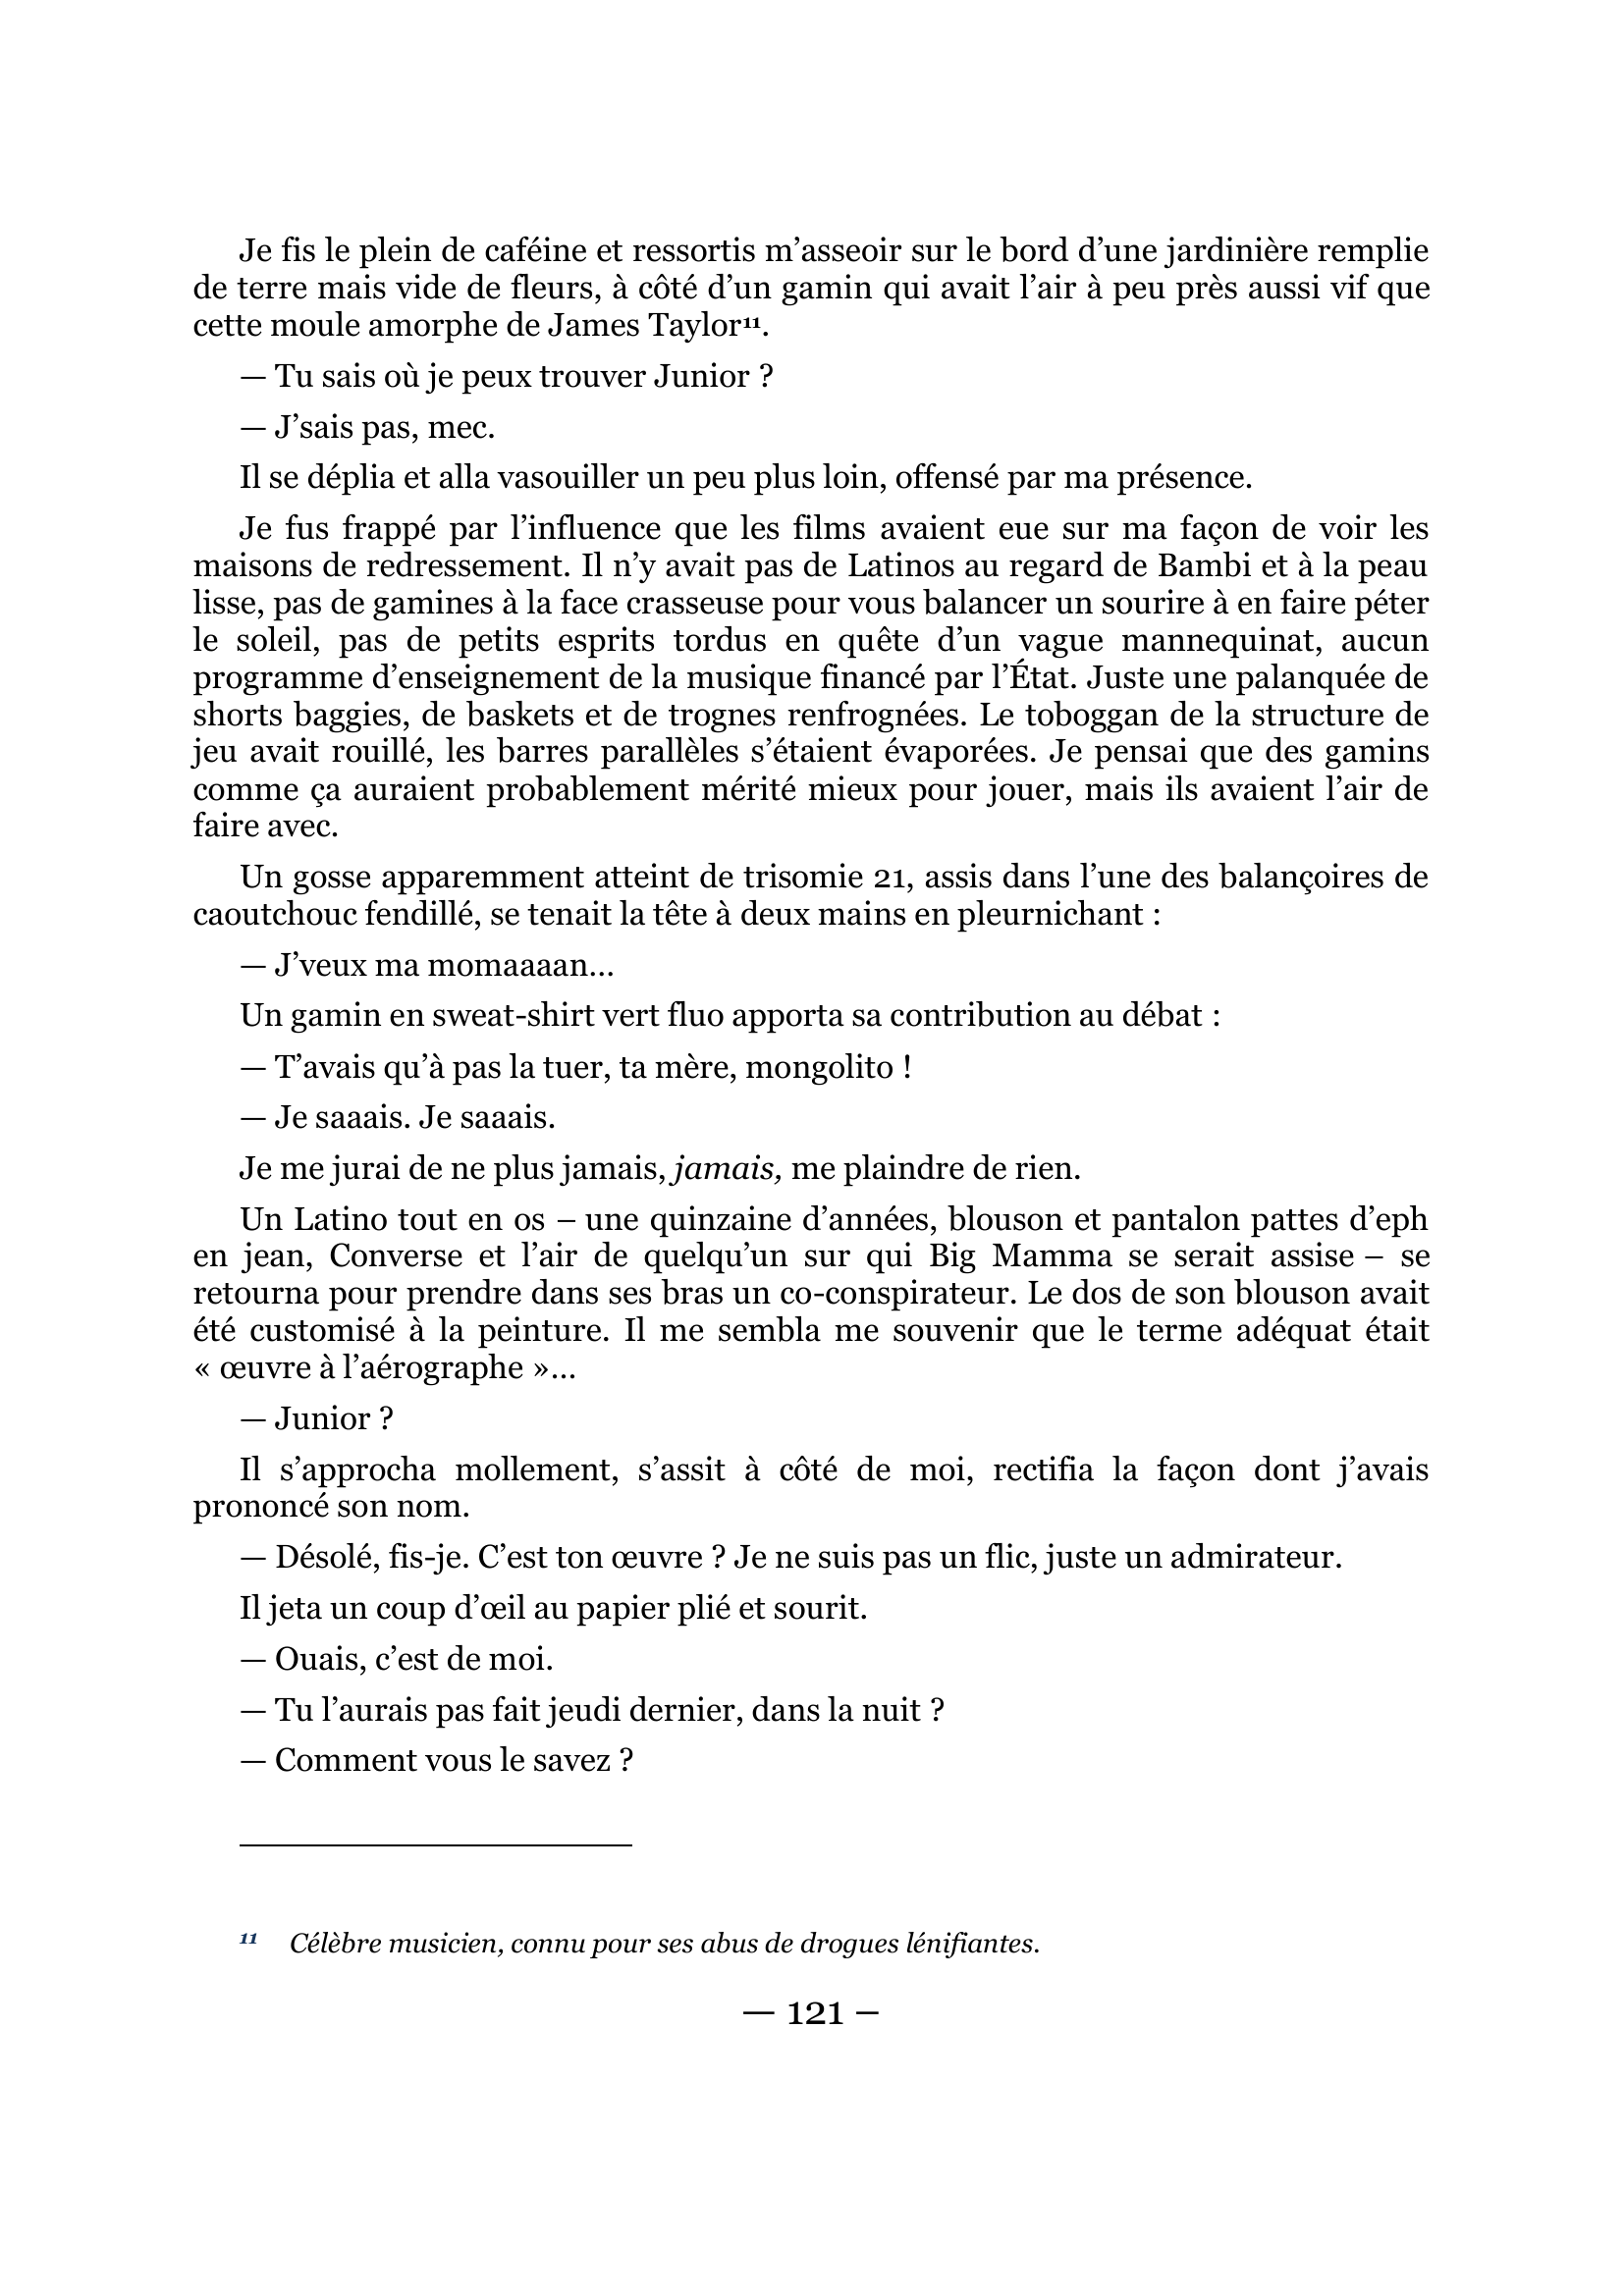 Je fis le plein de caféine et ressortis m’asseoir sur le bord d’une jardinière remplie
de terre mais vide de fleurs, à côté d’un gamin qui avait l’air à peu près aussi vif que
cette moule amorphe de James Taylor¹¹.
— Tu sais où je peux trouver Junior ?
— J’sais pas, mec.
Il se déplia et alla vasouiller un peu plus loin, offensé par ma présence.
Je fus frappé par l’influence que les films avaient eue sur ma façon de voir les
maisons de redressement. Il n’y avait pas de Latinos au regard de Bambi et à la peau
lisse, pas de gamines à la face crasseuse pour vous balancer un sourire à en faire péter
le soleil, pas de petits esprits tordus en quête d’un vague mannequinat, aucun
programme d’enseignement de la musique financé par l’État. Juste une palanquée de
shorts baggies, de baskets et de trognes renfrognées. Le toboggan de la structure de
jeu avait rouillé, les barres parallèles s’étaient évaporées. Je pensai que des gamins
comme ça auraient probablement mérité mieux pour jouer, mais ils avaient l’air de
faire avec.
Un gosse apparemment atteint de trisomie 21, assis dans l’une des balançoires de
caoutchouc fendillé, se tenait la tête à deux mains en pleurnichant :
— J’veux ma momaaaan…
Un gamin en sweat-shirt vert fluo apporta sa contribution au débat :
— T’avais qu’à pas la tuer, ta mère, mongolito !
— Je saaais. Je saaais.
Je me jurai de ne plus jamais, jamais, me plaindre de rien.
Un Latino tout en os – une quinzaine d’années, blouson et pantalon pattes d’eph
en jean, Converse et l’air de quelqu’un sur qui Big Mamma se serait assise – se
retourna pour prendre dans ses bras un co-conspirateur. Le dos de son blouson avait
été customisé à la peinture. Il me sembla me souvenir que le terme adéquat était
« œuvre à l’aérographe »…
— Junior ?
Il s’approcha mollement, s’assit à côté de moi, rectifia la façon dont j’avais
prononcé son nom.
— Désolé, fis-je. C’est ton œuvre ? Je ne suis pas un flic, juste un admirateur.
Il jeta un coup d’œil au papier plié et sourit.
— Ouais, c’est de moi.
— Tu l’aurais pas fait jeudi dernier, dans la nuit ?
— Comment vous le savez ?
¹¹ Célèbre musicien, connu pour ses abus de drogues lénifiantes.
— 121 –